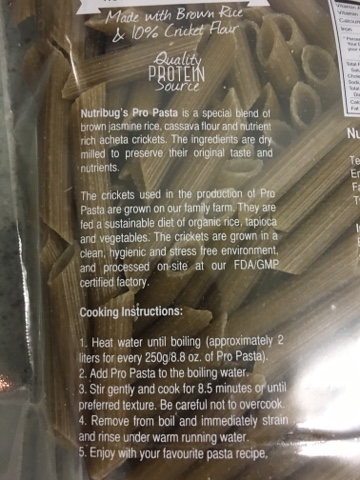 Made with Brown Rice
& 10% Cricket Flour
Quality
PROTEIN
Source
Nutribug's Pro Pasta is a special blend of
brown jasmine rice, cassava flour and nutrient
rich acheta crickets. The ingredients are dry
milled to preserve their original taste and
nutrients.
The crickets used in the production of Pro
Pasta are grown on our family farm. They are
fed a sustainable diet of organic rice, tapioca
and vegetables. The crickets are grown in a
clean, hygienic and stress free environment,
and processed on-site at our FDA/GMP
certified factory.
Cooking Instructions:
1. Heat water until boiling (approximately 2
liters for every 250g/8.8 oz. of Pro Pasta).
2. Add Pro Pasta to the boiling water.
3. Stir gently and cook for 8.5 minutes or until
preferred texture. Be careful not to overcook.
4. Remove from boil and immediately strain
and rinse under warm running water.
5. Enjoy with your favourite pasta recipe.